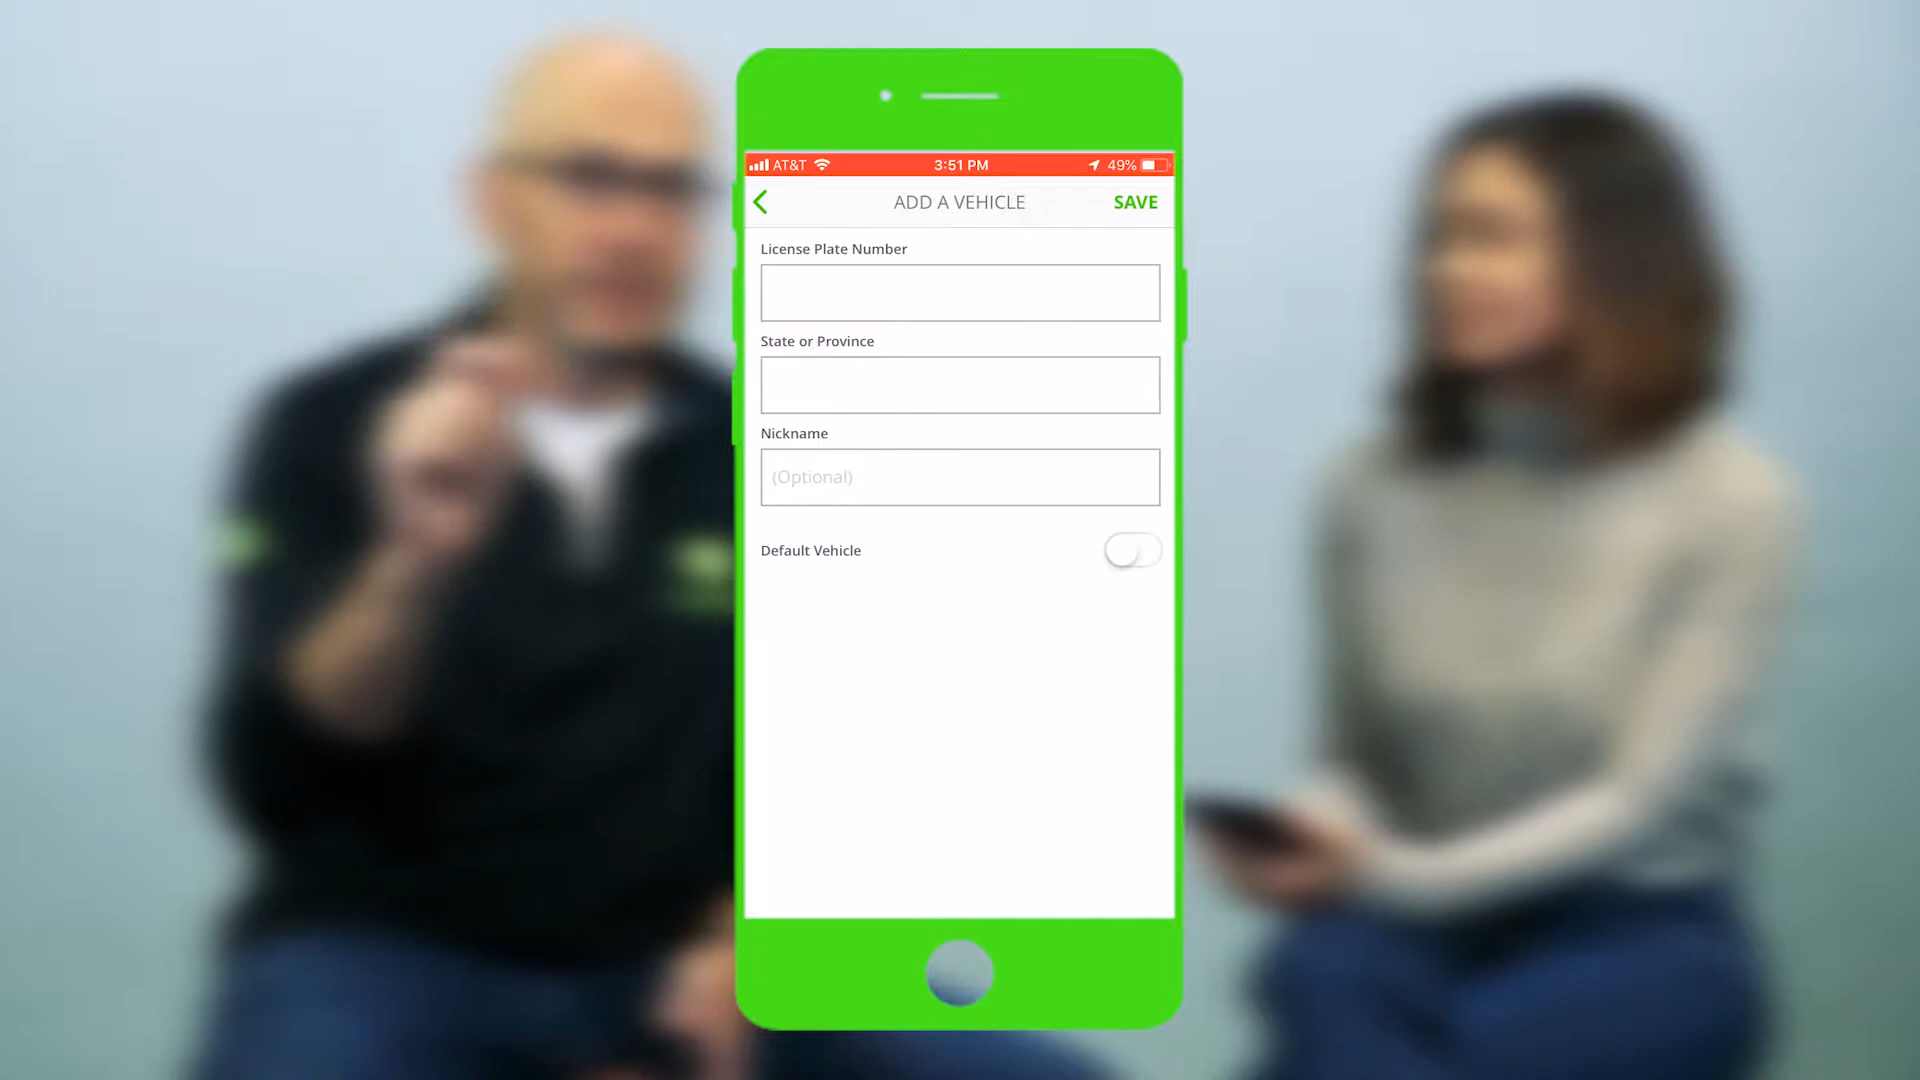 AT&T 3:51 PM 49%
ADD A VEHICLE SAVE
License Plate Number
State or Province
Nickname
(Optional)
Default Vehicle